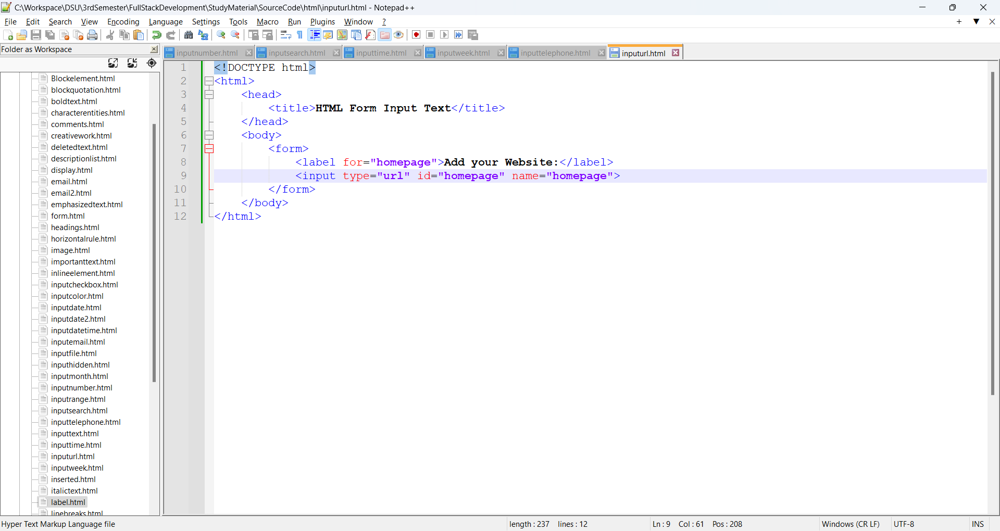 C:\Workspace\DSU\3rdSemester\FullStackDevelopment\StudyMaterial\SourceCode\html\inputurl.html - Notepad++
File Edit Search View Encoding Language Settings Tools Macro Run Plugins Window ?
Folder as Workspace
inputnumber.html inputsearch.html inputtime.html inputweek.html inputtelephone.html inputurl.html
Blockelement.html
blockquotation.html
boldtext.html
characterentities.html
comments.html
creativework.html
deletedtext.html
descriptionlist.html
display.html
email.html
email2.html
emphasizedtext.html
form.html
headings.html
horizontalrule.html
image.html
importanttext.html
inlineelement.html
inputcheckbox.html
inputcolor.html
inputdate.html
inputdate2.html
inputdatetime.html
inputemail.html
inputfile.html
inputhidden.html
inputmonth.html
inputnumber.html
inputrange.html
inputsearch.html
inputtelephone.html
inputtext.html
inputtime.html
inputurl.html
inputweek.html
inserted.html
italictext.html
label.html
linebreaks.html
1 <!DOCTYPE html>
2 <html>
3 <head>
4 <title>HTML Form Input Text</title>
5 </head>
6 <body>
7 <form>
8 <label for="homepage">Add your Website:</label>
9 <input type="url" id="homepage" name="homepage">
10 </form>
11 </body>
12 </html>
Hyper Text Markup Language file length : 237 lines : 12 Ln : 9 Col : 61 Pos : 208 Windows (CR LF) UTF-8 INS